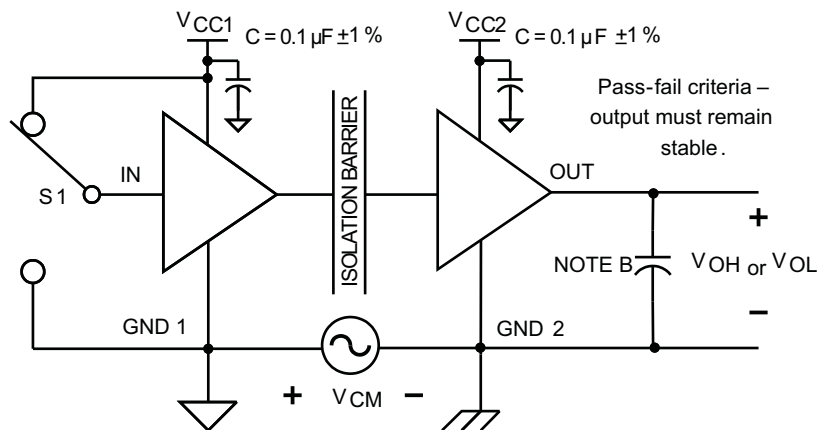 VCC1
C = 0.1 µF ±1 %
VCC2
C = 0.1 µF ±1 %
Pass-fail criteria –
output must remain
stable.
S1
IN
ISOLATION BARRIER
OUT
+
NOTE B
VOH or VOL
–
GND 1
GND 2
+ VCM –